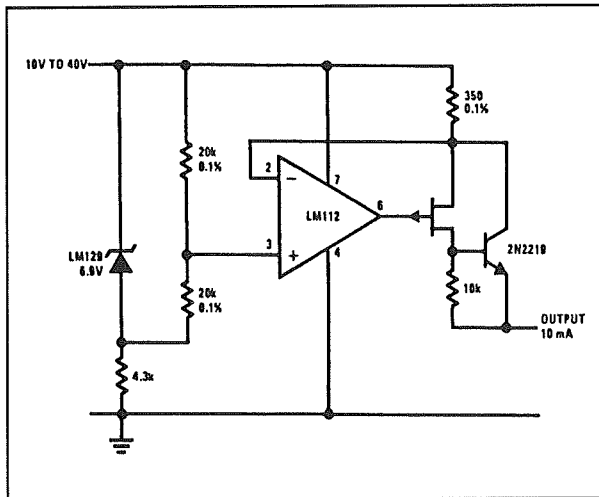 10V TO 40V
350
0.1%
20k
0.1%
2
7
LM112
6
3
4
2N2219
LM129
6.9V
20k
0.1%
10k
OUTPUT
10 mA
4.3k